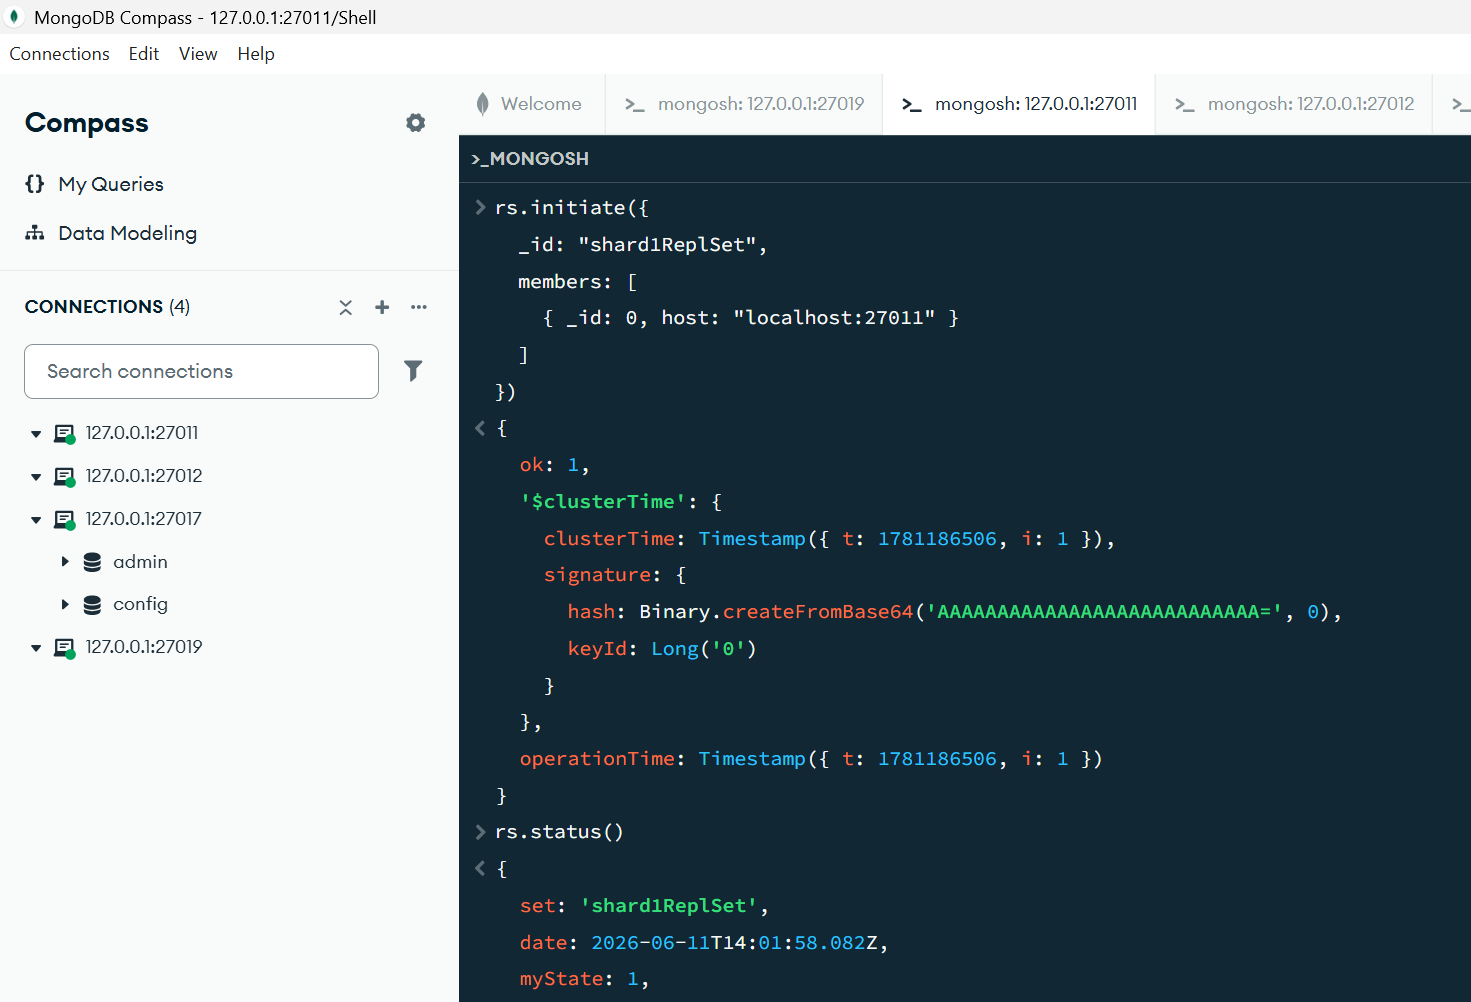 MongoDB Compass - 127.0.0.1:27011/Shell
Connections Edit View Help
Compass
My Queries
Data Modeling
CONNECTIONS (4)
Search connections
127.0.0.1:27011
127.0.0.1:27012
127.0.0.1:27017
admin
config
127.0.0.1:27019
Welcome
>_ mongosh: 127.0.0.1:27019
>_ mongosh: 127.0.0.1:27011
>_ mongosh: 127.0.0.1:27012
>_
>_MONGOSH
> rs.initiate({
_id: "shard1ReplSet",
members: [
{ _id: 0, host: "localhost:27011" }
]
})
< {
ok: 1,
'$clusterTime': {
clusterTime: Timestamp({ t: 1781186506, i: 1 }),
signature: {
hash: Binary.createFromBase64('AAAAAAAAAAAAAAAAAAAAAAAAAAA=', 0),
keyId: Long('0')
}
},
operationTime: Timestamp({ t: 1781186506, i: 1 })
}
> rs.status()
< {
set: 'shard1ReplSet',
date: 2026-06-11T14:01:58.082Z,
myState: 1,